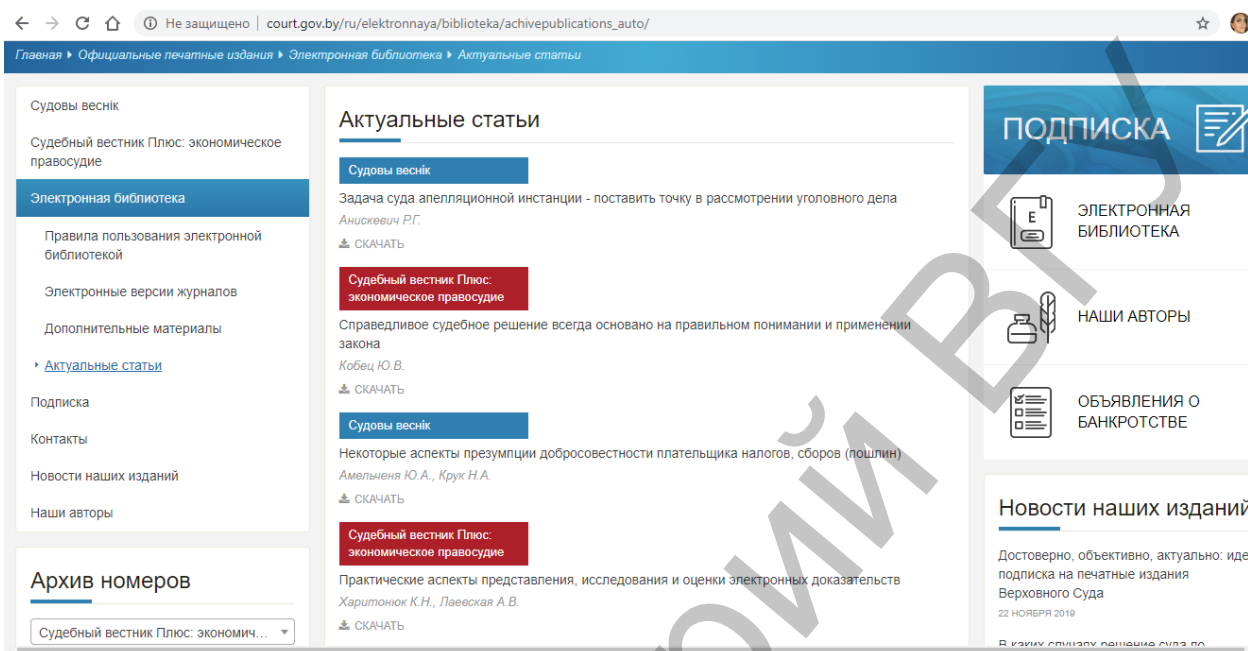 Не защищено | court.gov.by/ru/elektronnaya/biblioteka/achivepublications_auto/
Главная Официальные печатные издания Электронная библиотека Актуальные статьи
Судовы веснік
Судебный вестник Плюс: экономическое
правосудие
Электронная библиотека
Правила пользования электронной
библиотекой
Электронные версии журналов
Дополнительные материалы
Актуальные статьи
Подписка
Контакты
Новости наших изданий
Наши авторы
Архив номеров
Судебный вестник Плюс: экономич...
Актуальные статьи
Судовы веснік
Задача суда апелляционной инстанции - поставить точку в рассмотрении уголовного дела
Анискевич Р.Г.
СКАЧАТЬ
Судебный вестник Плюс:
экономическое правосудие
Справедливое судебное решение всегда основано на правильном понимании и применении
закона
Кобец Ю.В.
СКАЧАТЬ
Судовы веснік
Некоторые аспекты презумпции добросовестности плательщика налогов, сборов (пошлин)
Амельченя Ю.А., Крук Н.А.
СКАЧАТЬ
Судебный вестник Плюс:
экономическое правосудие
Практические аспекты представления, исследования и оценки электронных доказательств
Харитонюк К.Н., Лаевская А.В.
СКАЧАТЬ
ПОДПИСКА
E
ЭЛЕКТРОННАЯ
БИБЛИОТЕКА
НАШИ АВТОРЫ
ОБЪЯВЛЕНИЯ О
БАНКРОТСТВЕ
Новости наших изданий
Достоверно, объективно, актуально: иде
подписка на печатные издания
Верховного Суда
22 НОЯБРЯ 2019
В каких случаях решение суда по
рий ВГУ